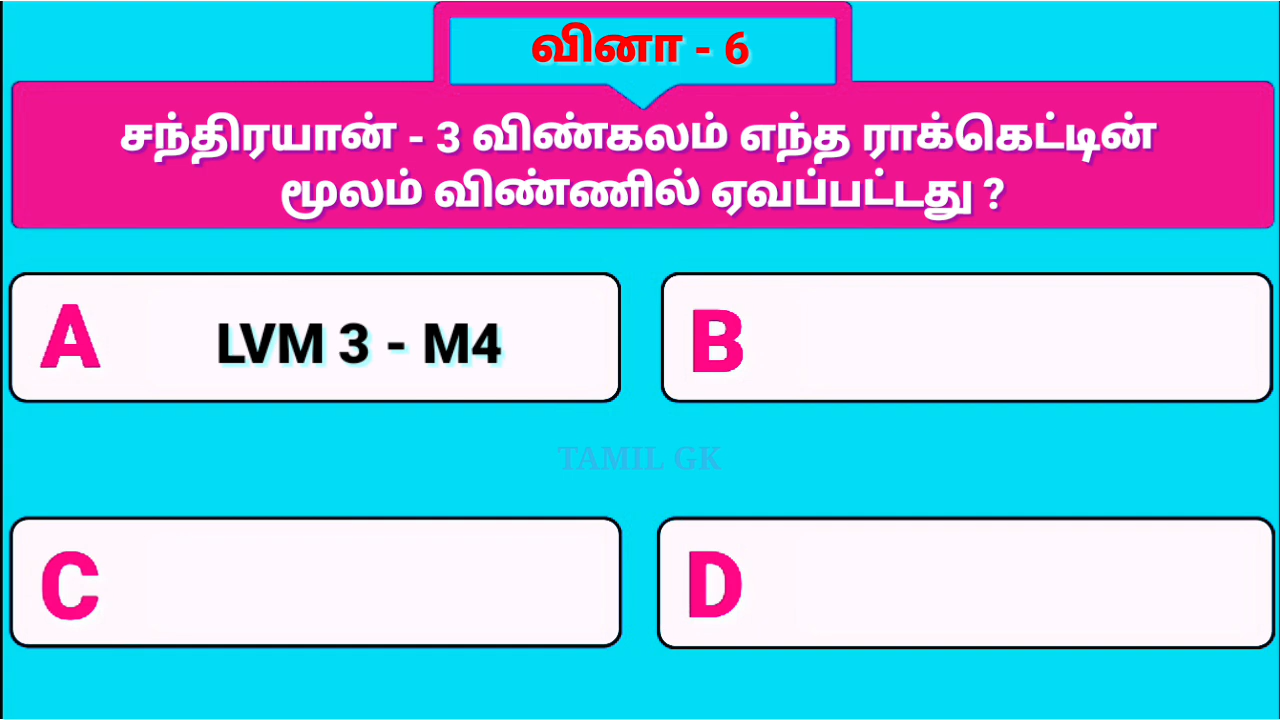 வினா - 6
சந்திரயான் - 3 விண்கலம் எந்த ராக்கெட்டின்
மூலம் விண்ணில் ஏவப்பட்டது ?
A LVM 3 - M4
B
TAMIL GK
C
D